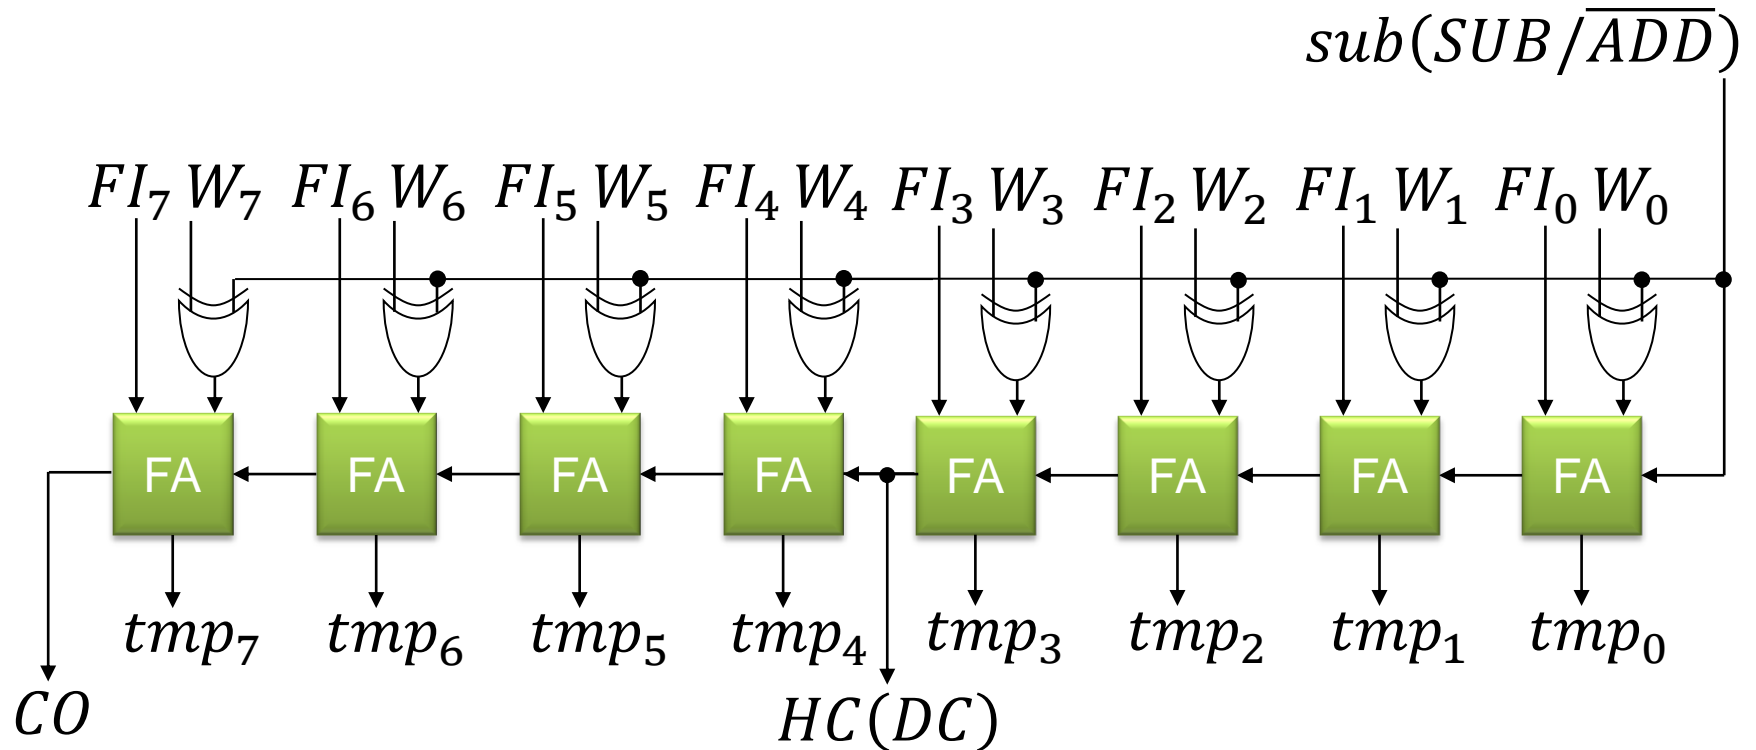 sub(SUB/\overline{ADD})
FI₇ W₇ FI₆ W₆ FI₅ W₅ FI₄ W₄ FI₃ W₃ FI₂ W₂ FI₁ W₁ FI₀ W₀
FA FA FA FA FA FA FA FA
tmp₇ tmp₆ tmp₅ tmp₄ tmp₃ tmp₂ tmp₁ tmp₀
CO HC(DC)